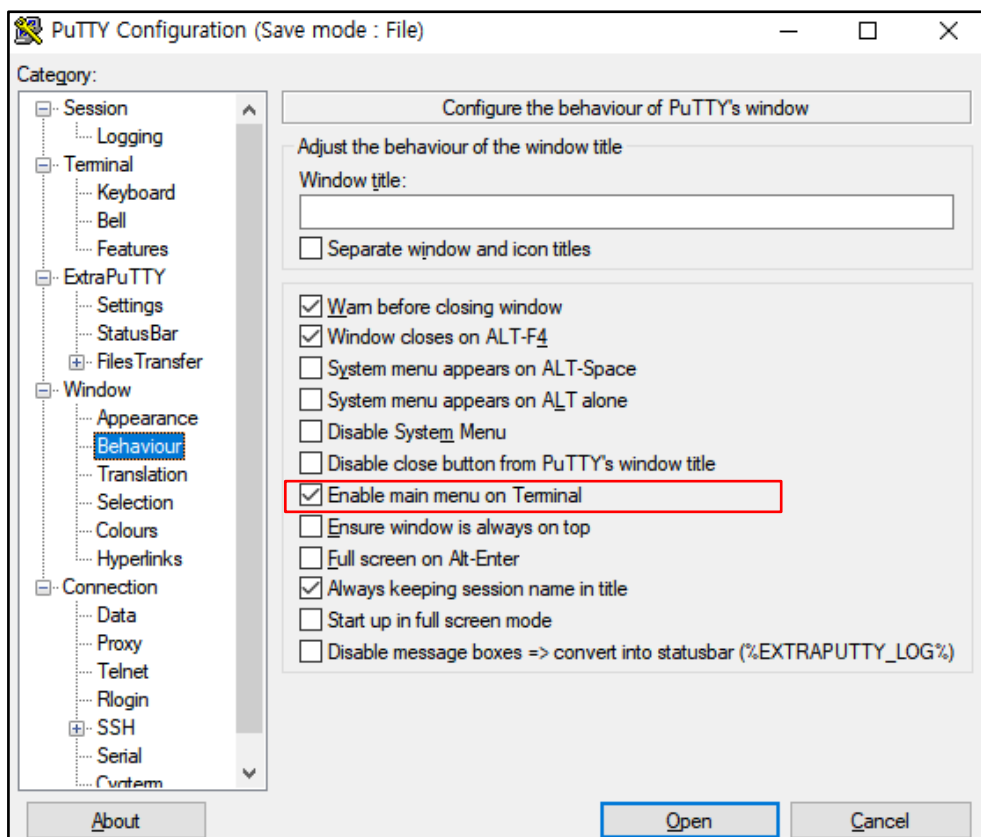 PuTTY Configuration (Save mode : File)
Category:
Session
Logging
Terminal
Keyboard
Bell
Features
ExtraPuTTY
Settings
StatusBar
FilesTransfer
Window
Appearance
Behaviour
Translation
Selection
Colours
Hyperlinks
Connection
Data
Proxy
Telnet
Rlogin
SSH
Serial
Cygterm
Configure the behaviour of PuTTY's window
Adjust the behaviour of the window title
Window title:
Separate window and icon titles
Warn before closing window
Window closes on ALT-F4
System menu appears on ALT-Space
System menu appears on ALT alone
Disable System Menu
Disable close button from PuTTY's window title
Enable main menu on Terminal
Ensure window is always on top
Full screen on Alt-Enter
Always keeping session name in title
Start up in full screen mode
Disable message boxes => convert into statusbar (%EXTRAPUTTY_LOG%)
About
Open
Cancel